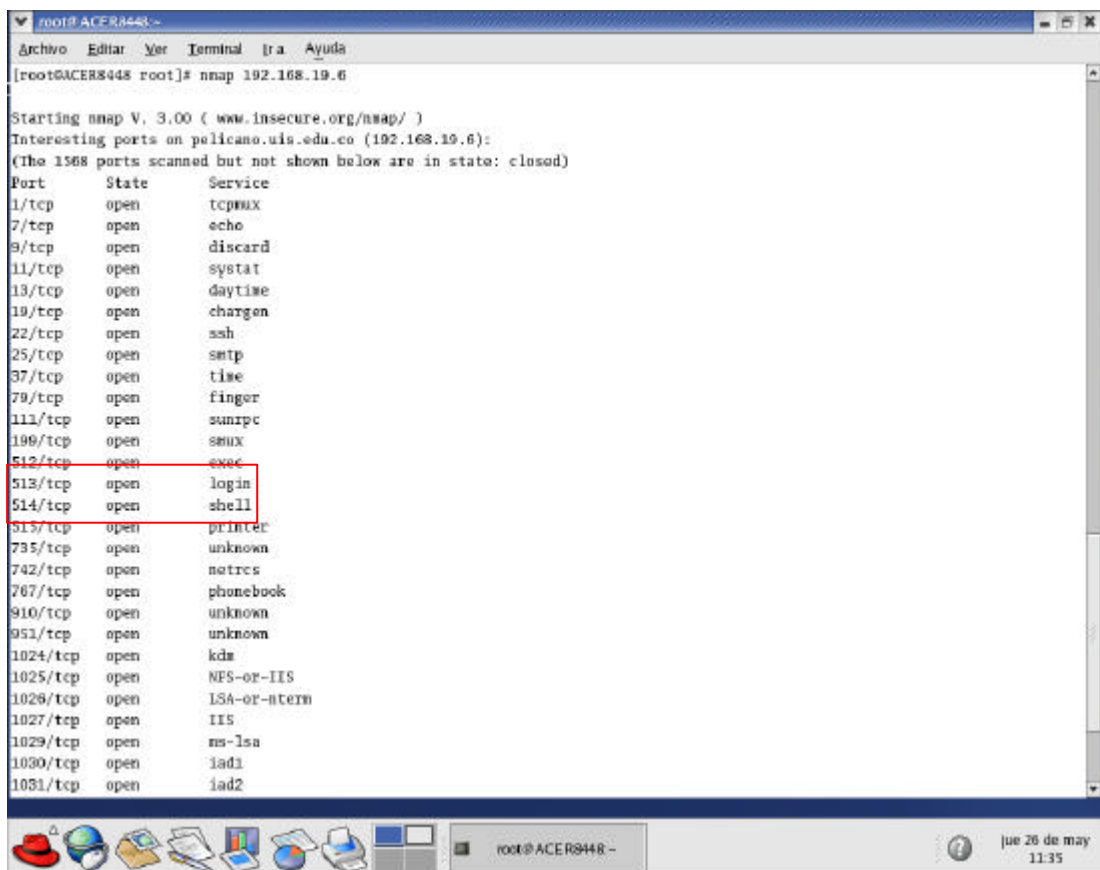 root@ACER8448:~
Archivo Editar Ver Terminal Ir a Ayuda
[root@ACER8448 root]# nmap 192.168.19.6
Starting nmap V. 3.00 ( www.insecure.org/nmap/ )
Interesting ports on pelicano.uis.edu.co (192.168.19.6):
(The 1568 ports scanned but not shown below are in state: closed)
Port State Service
1/tcp open tcpmux
7/tcp open echo
9/tcp open discard
11/tcp open systat
13/tcp open daytime
19/tcp open chargen
22/tcp open ssh
25/tcp open smtp
37/tcp open time
79/tcp open finger
111/tcp open sunrpc
199/tcp open smux
512/tcp open exec
513/tcp open login
514/tcp open shell
515/tcp open printer
735/tcp open unknown
742/tcp open netrcs
767/tcp open phonebook
910/tcp open unknown
951/tcp open unknown
1024/tcp open kdm
1025/tcp open NFS-or-IIS
1026/tcp open LSA-or-nterm
1027/tcp open IIS
1029/tcp open ms-lsa
1030/tcp open iad1
1031/tcp open iad2
root@ACER8448:~
jue 26 de may
11:35